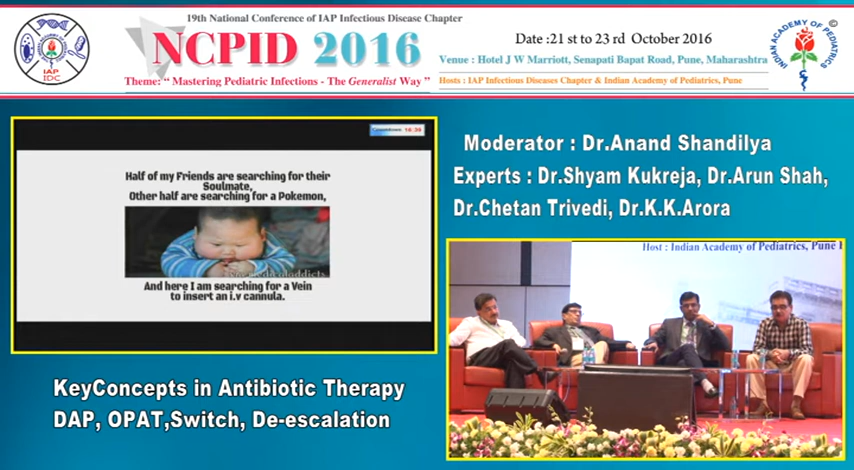 19th National Conference of IAP Infectious Disease Chapter
NCPID 2016
Theme: “ Mastering Pediatric Infections - The Generalist Way ”
Date :21 st to 23 rd October 2016
Venue : Hotel J W Marriott, Senapati Bapat Road, Pune, Maharashtra
Hosts : IAP Infectious Diseases Chapter & Indian Academy of Pediatrics, Pune
IAP
IDC
INDIAN ACADEMY OF PEDIATRICS
©
Countdown 16:36
Half of my Friends are searching for their
Soulmate,
Other half are searching for a Pokemon,
And here I am searching for a Vein
to insert an i.v cannula.
Moderator : Dr.Anand Shandilya
Experts : Dr.Shyam Kukreja, Dr.Arun Shah,
Dr.Chetan Trivedi, Dr.K.K.Arora
Host : Indian Academy of Pediatrics, Pune
KeyConcepts in Antibiotic Therapy
DAP, OPAT,Switch, De-escalation